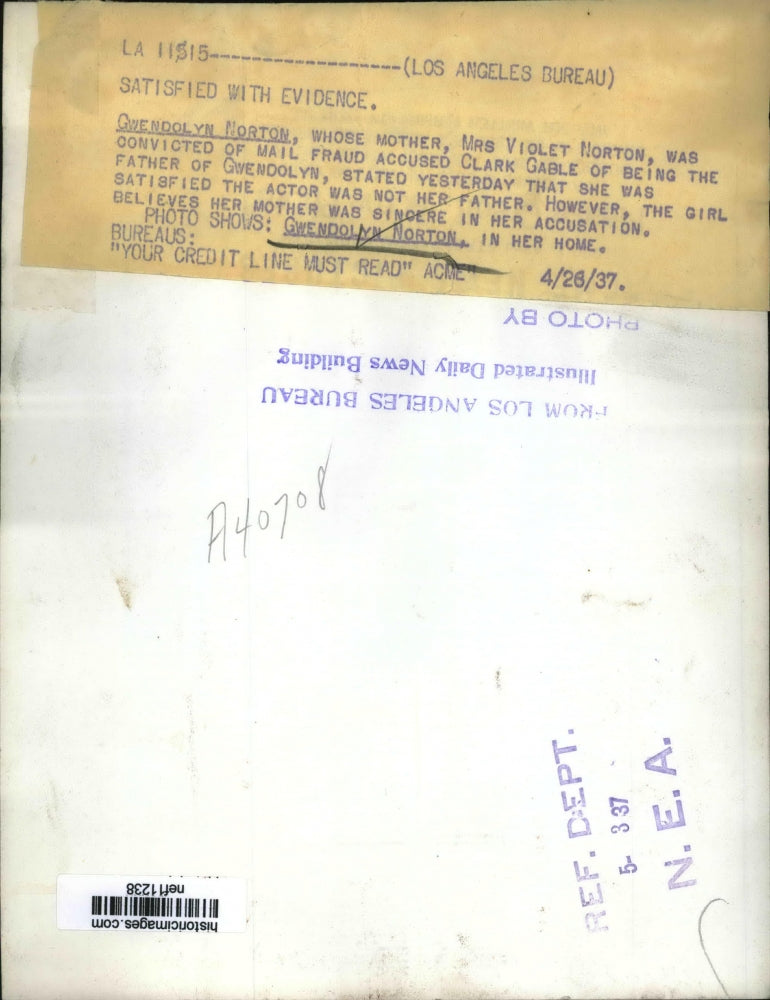 LA 11515-------------------(LOS ANGELES BUREAU)
SATISFIED WITH EVIDENCE.
GWENDOLYN NORTON, WHOSE MOTHER, MRS VIOLET NORTON, WAS
CONVICTED OF MAIL FRAUD ACCUSED CLARK GABLE OF BEING THE
FATHER OF GWENDOLYN, STATED YESTERDAY THAT SHE WAS
SATISFIED THE ACTOR WAS NOT HER FATHER. HOWEVER, THE GIRL
BELIEVES HER MOTHER WAS SINCERE IN HER ACCUSATION.
PHOTO SHOWS: GWENDOLYN NORTON, IN HER HOME.
BUREAUS:
"YOUR CREDIT LINE MUST READ" ACME" 4/26/37.
PHOTO BY
Illustrated Daily News Building
FROM LOS ANGELES BUREAU
A40708
REF. DEPT.
5- 3 37
N. E. A.
nef11238
historicimages.com